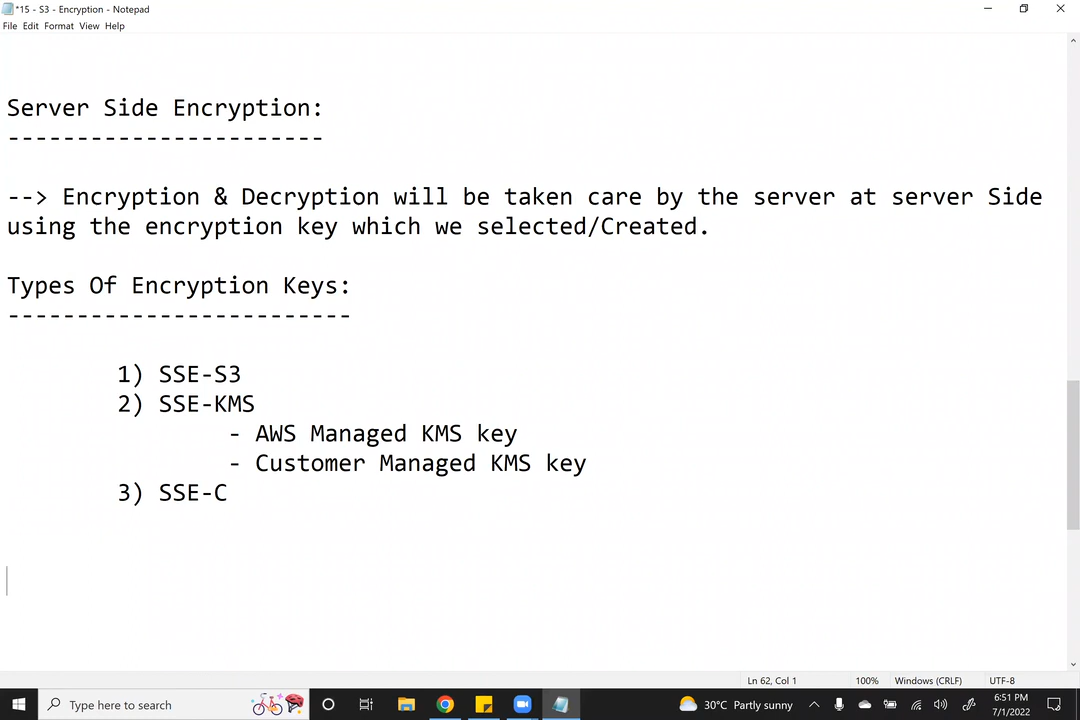 *15 - S3 - Encryption - Notepad
File Edit Format View Help
Server Side Encryption:
-----------------------
--> Encryption & Decryption will be taken care by the server at server Side
using the encryption key which we selected/Created.
Types Of Encryption Keys:
-------------------------
1) SSE-S3
2) SSE-KMS
- AWS Managed KMS key
- Customer Managed KMS key
3) SSE-C
Ln 62, Col 1 100% Windows (CRLF) UTF-8
Type here to search 30°C Partly sunny 6:51 PM
7/1/2022